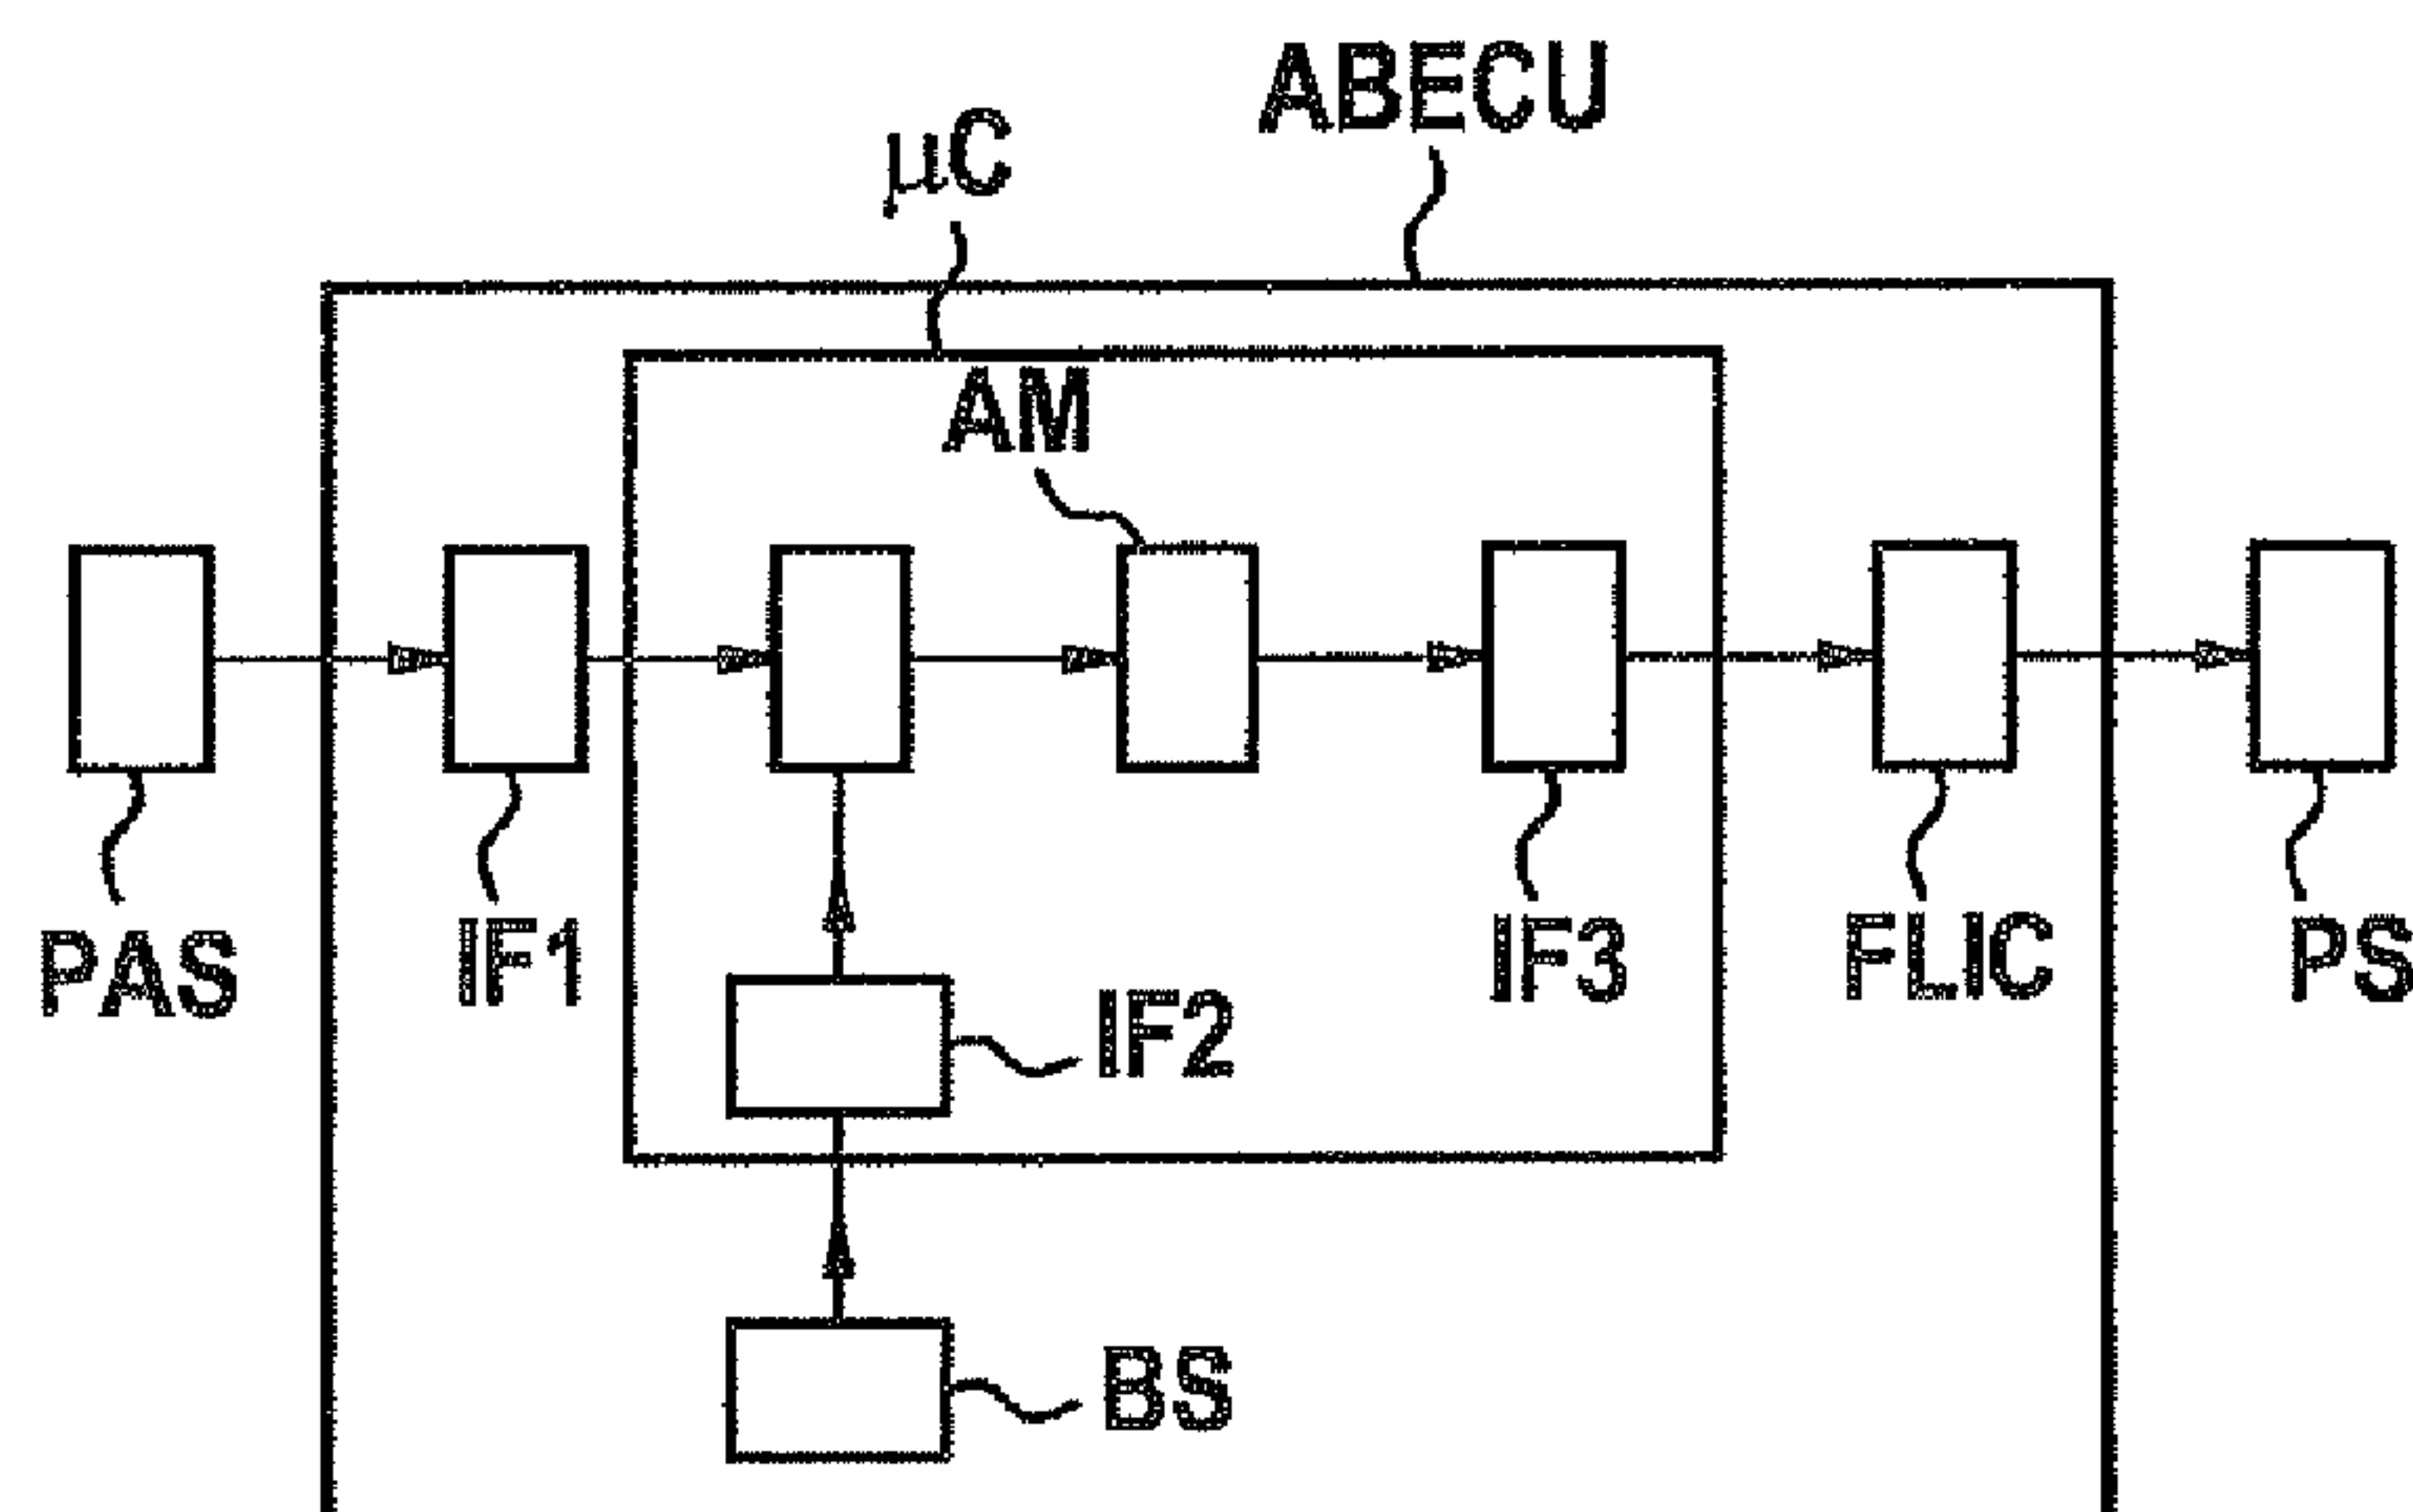 ABECU
µC
AM
PAS
IF1
IF3
FLIC
PS
IF2
BS